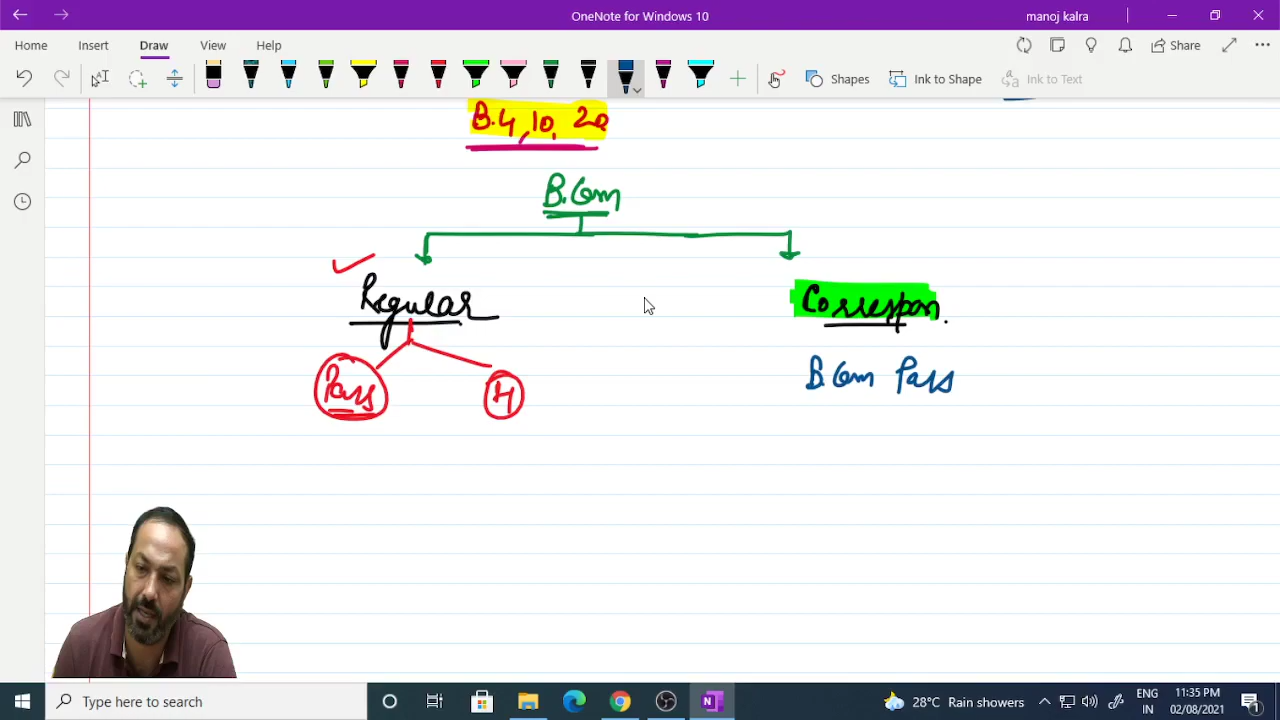 OneNote for Windows 10
manoj kalra
Home Insert Draw View Help
Share
Shapes Ink to Shape Ink to Text
B.4, 10, 20
B.Com
Regular
Correspon.
Pass
H
B.Com Pass
Type here to search
28°C Rain showers
ENG
IN
11:35 PM
02/08/2021
1